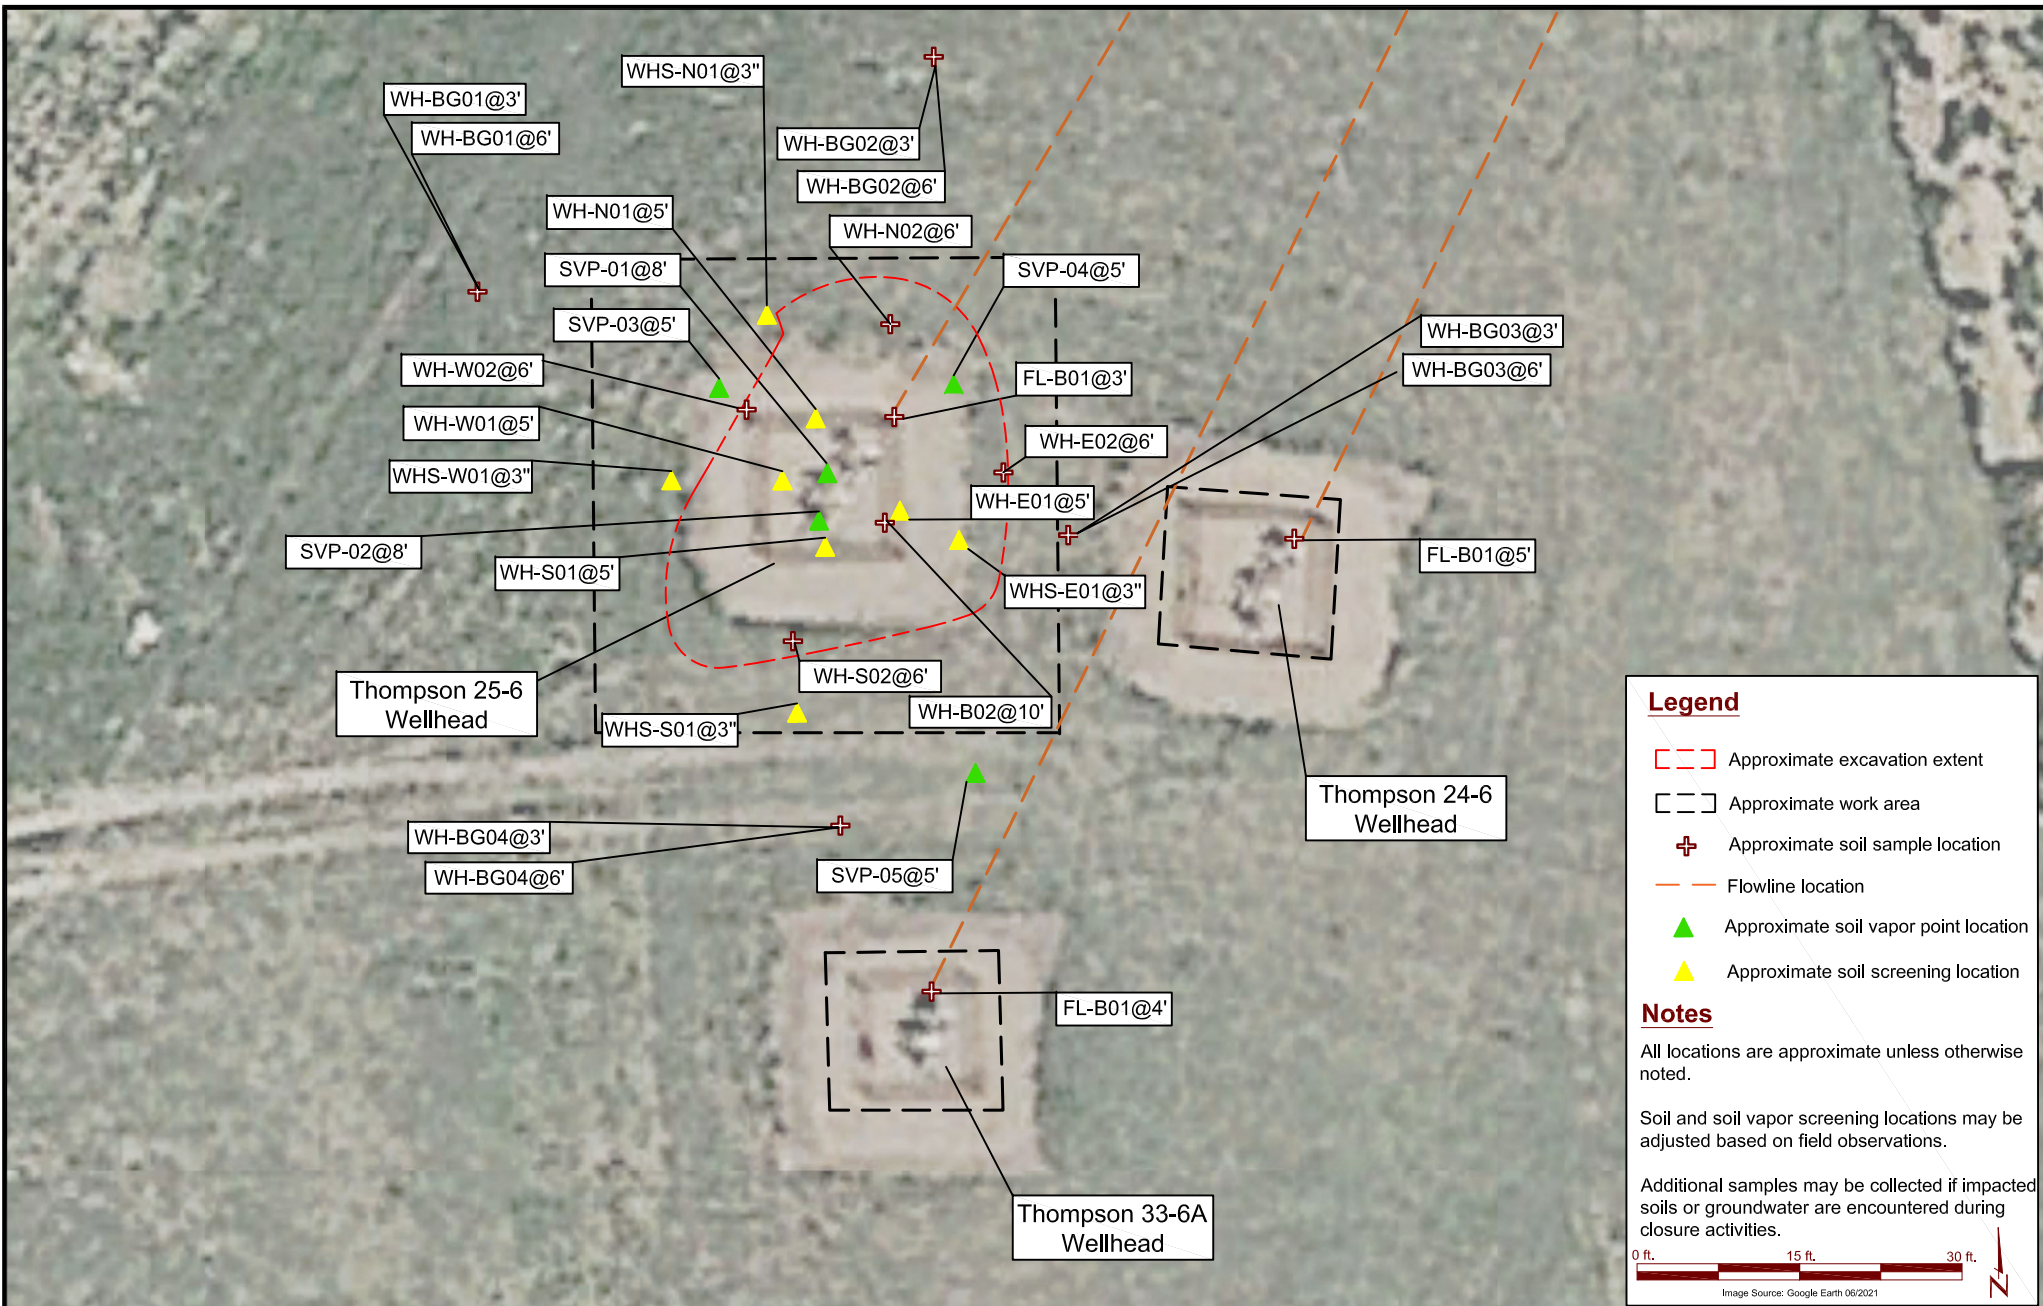 WHS-N01@3"
WH-BG01@3'
WH-BG01@6'
WH-BG02@3'
WH-BG02@6'
WH-N01@5'
WH-N02@6'
SVP-01@8'
SVP-04@5'
SVP-03@5'
WH-BG03@3'
WH-BG03@6'
WH-W02@6'
FL-B01@3'
WH-W01@5'
WH-E02@6'
WHS-W01@3"
WH-E01@5'
SVP-02@8'
FL-B01@5'
WH-S01@5'
WHS-E01@3"
WH-S02@6'
Thompson 25-6
Wellhead
WH-B02@10'
WHS-S01@3"
Thompson 24-6
Wellhead
WH-BG04@3'
WH-BG04@6'
SVP-05@5'
FL-B01@4'
Thompson 33-6A
Wellhead
Legend
Approximate excavation extent
Approximate work area
Approximate soil sample location
Flowline location
Approximate soil vapor point location
Approximate soil screening location
Notes
All locations are approximate unless otherwise
noted.
Soil and soil vapor screening locations may be
adjusted based on field observations.
Additional samples may be collected if impacted
soils or groundwater are encountered during
closure activities.
0 ft. 15 ft. 30 ft.
N
Image Source: Google Earth 06/2021